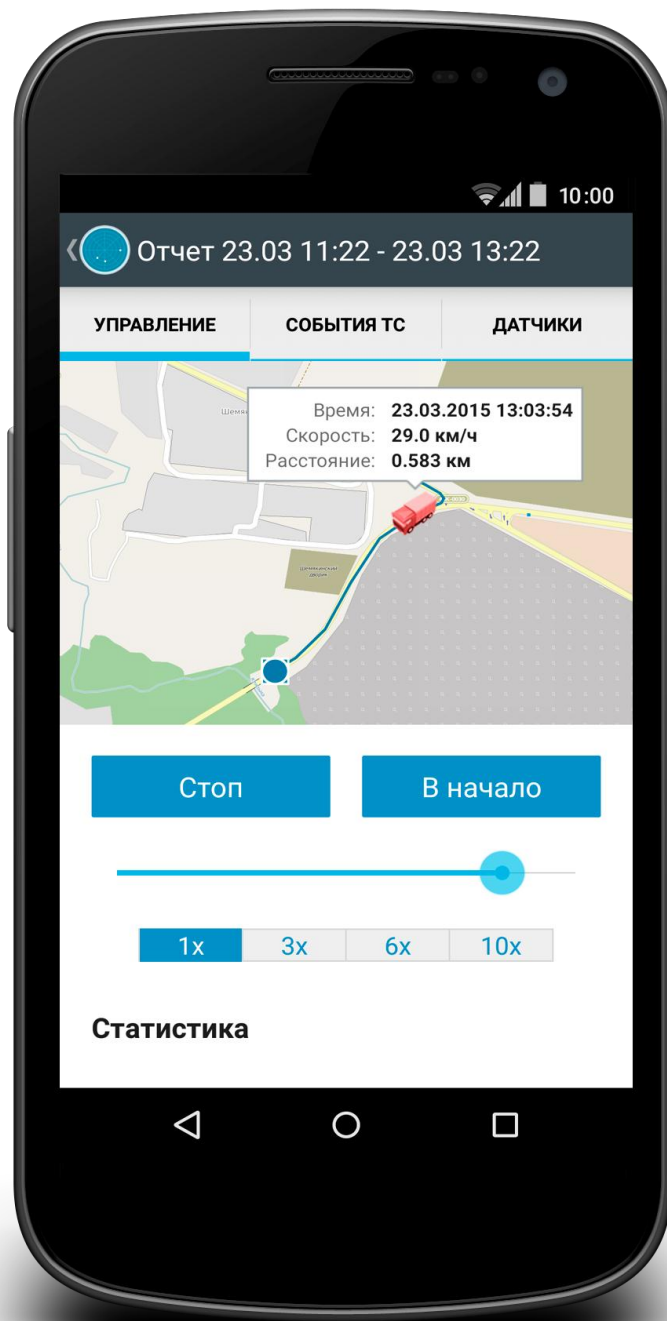 10:00
Отчет 23.03 11:22 - 23.03 13:22
УПРАВЛЕНИЕ СОБЫТИЯ ТС ДАТЧИКИ
Время: 23.03.2015 13:03:54
Скорость: 29.0 км/ч
Расстояние: 0.583 км
Стоп В начало
1x 3x 6x 10x
Статистика